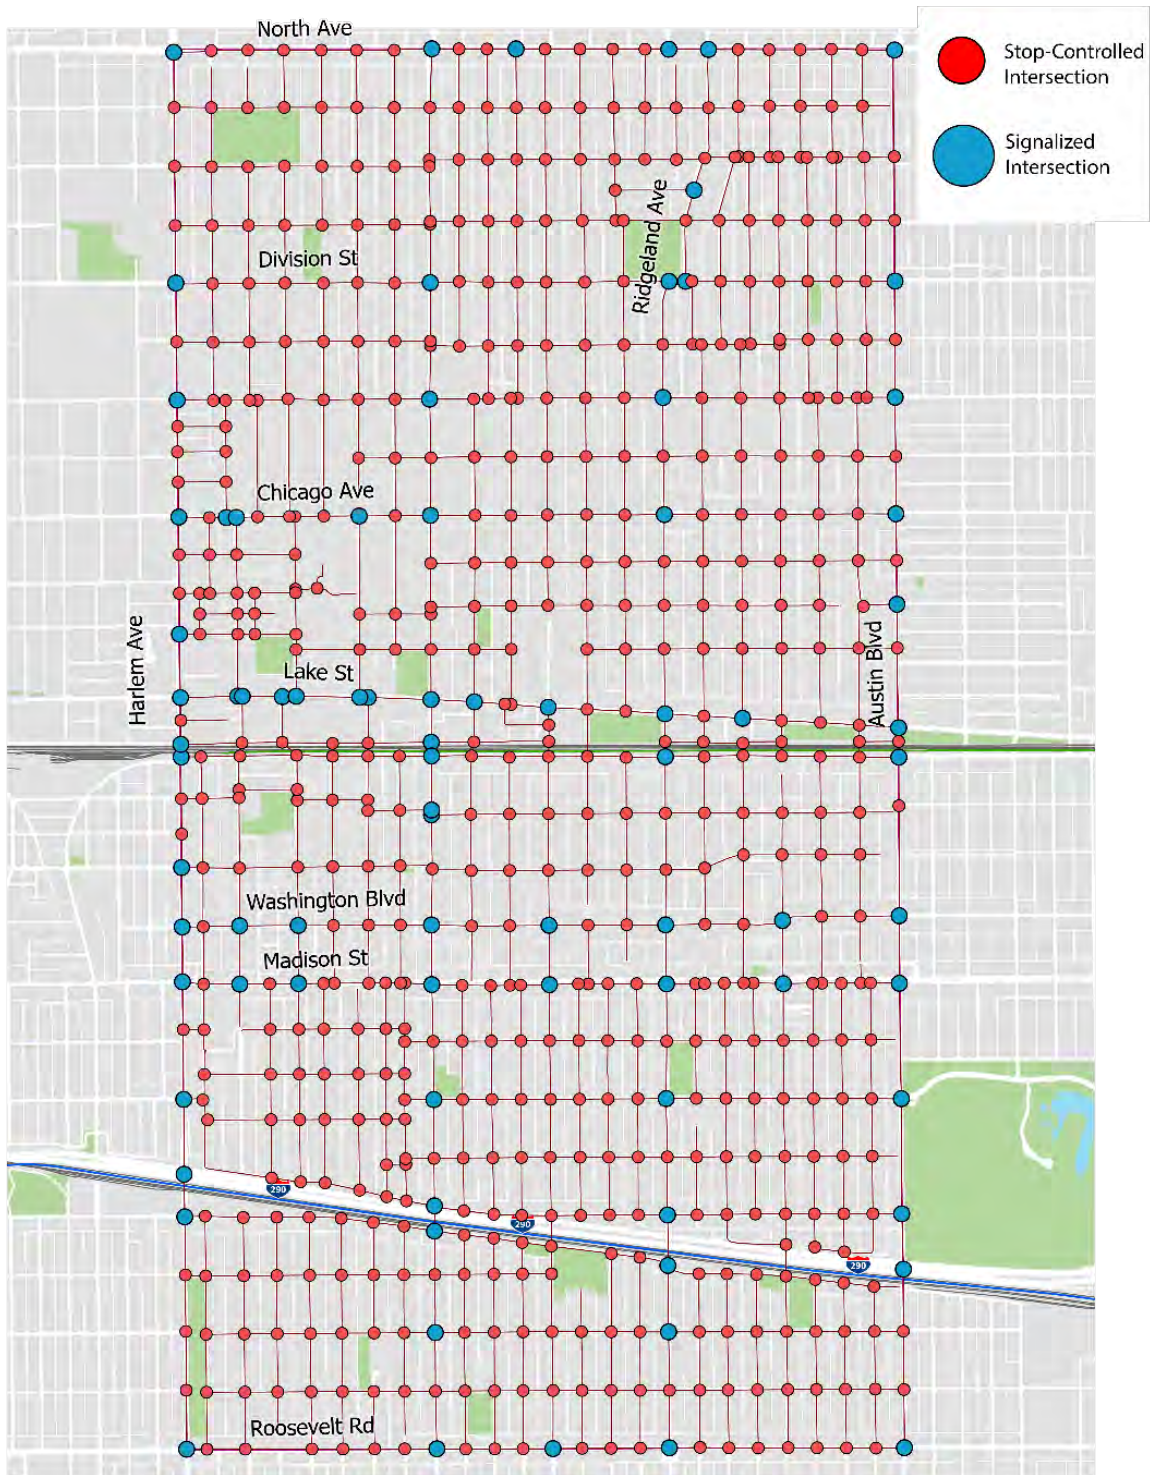 North Ave
Stop-Controlled
Intersection
Signalized
Intersection
Ridgeland Ave
Division St
Chicago Ave
Harlem Ave
Lake St
Austin Blvd
Washington Blvd
Madison St
290
290
290
Roosevelt Rd